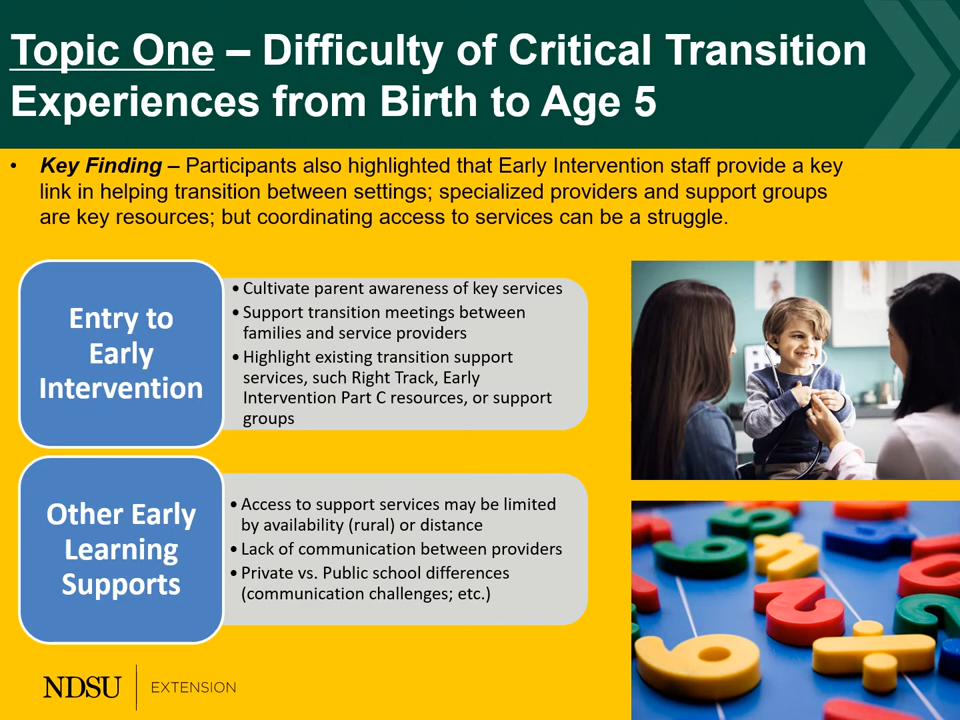 Topic One – Difficulty of Critical Transition
Experiences from Birth to Age 5
• Key Finding – Participants also highlighted that Early Intervention staff provide a key
link in helping transition between settings; specialized providers and support groups
are key resources; but coordinating access to services can be a struggle.
Entry to
Early
Intervention
• Cultivate parent awareness of key services
• Support transition meetings between
families and service providers
• Highlight existing transition support
services, such Right Track, Early
Intervention Part C resources, or support
groups
Other Early
Learning
Supports
• Access to support services may be limited
by availability (rural) or distance
• Lack of communication between providers
• Private vs. Public school differences
(communication challenges; etc.)
NDSU EXTENSION